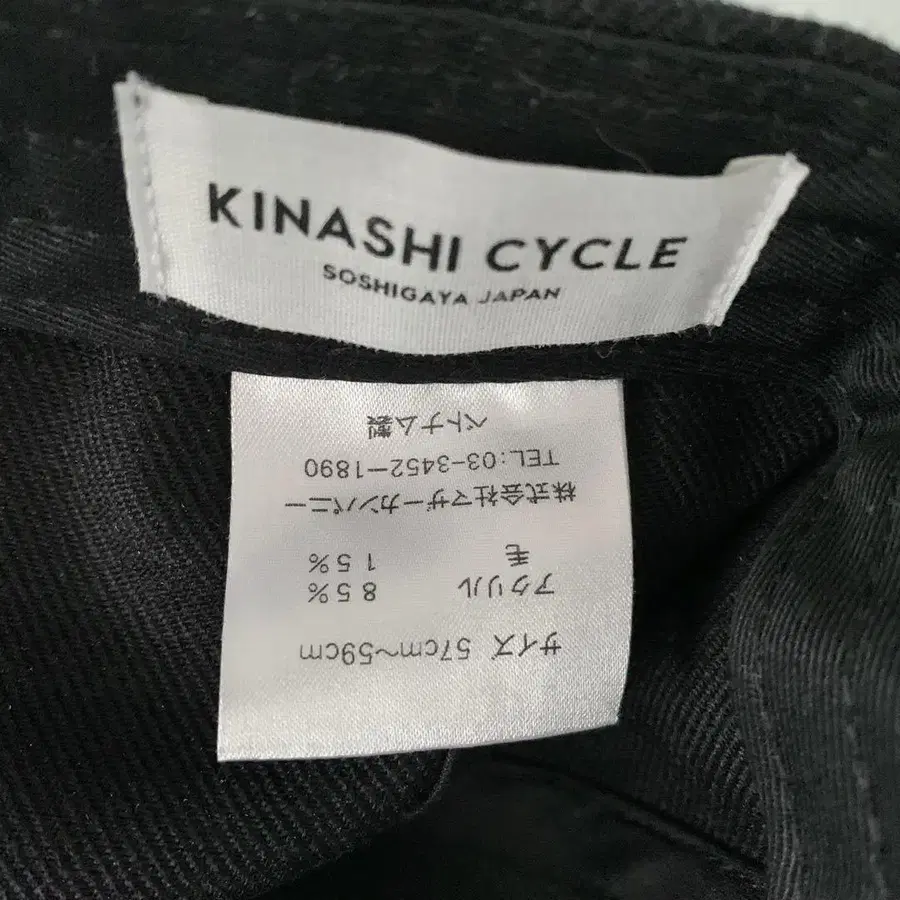 KINASHI CYCLE
SOSHIGAYA JAPAN
サイズ 57cm~59cm
アクリル 85%
毛 15%
株式会社マザーカンパニー
TEL:03-3452-1890
ベトナム製